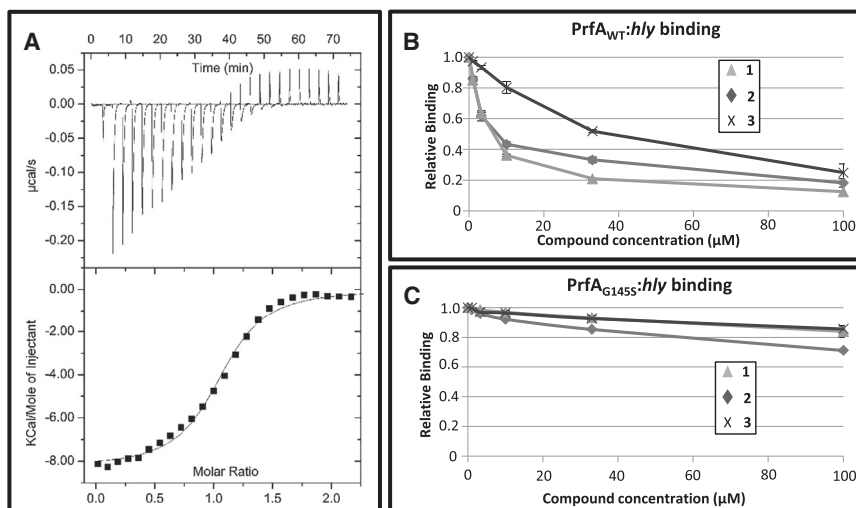 A
0 10 20 30 40 50 60 70
Time (min)
0.05
0.00
-0.05
-0.10
-0.15
-0.20
µcal/s
0.00
-2.00
-4.00
-6.00
-8.00
KCal/Mole of Injectant
Molar Ratio
0.0 0.5 1.0 1.5 2.0
B
PrfAWT:hly binding
1.0
0.8
0.6
0.4
0.2
0
Relative Binding
1
2
3
0 20 40 60 80 100
Compound concentration (µM)
C
PrfAG145S:hly binding
1.0
0.8
0.6
0.4
0.2
0
Relative Binding
1
2
3
0 20 40 60 80 100
Compound concentration (µM)